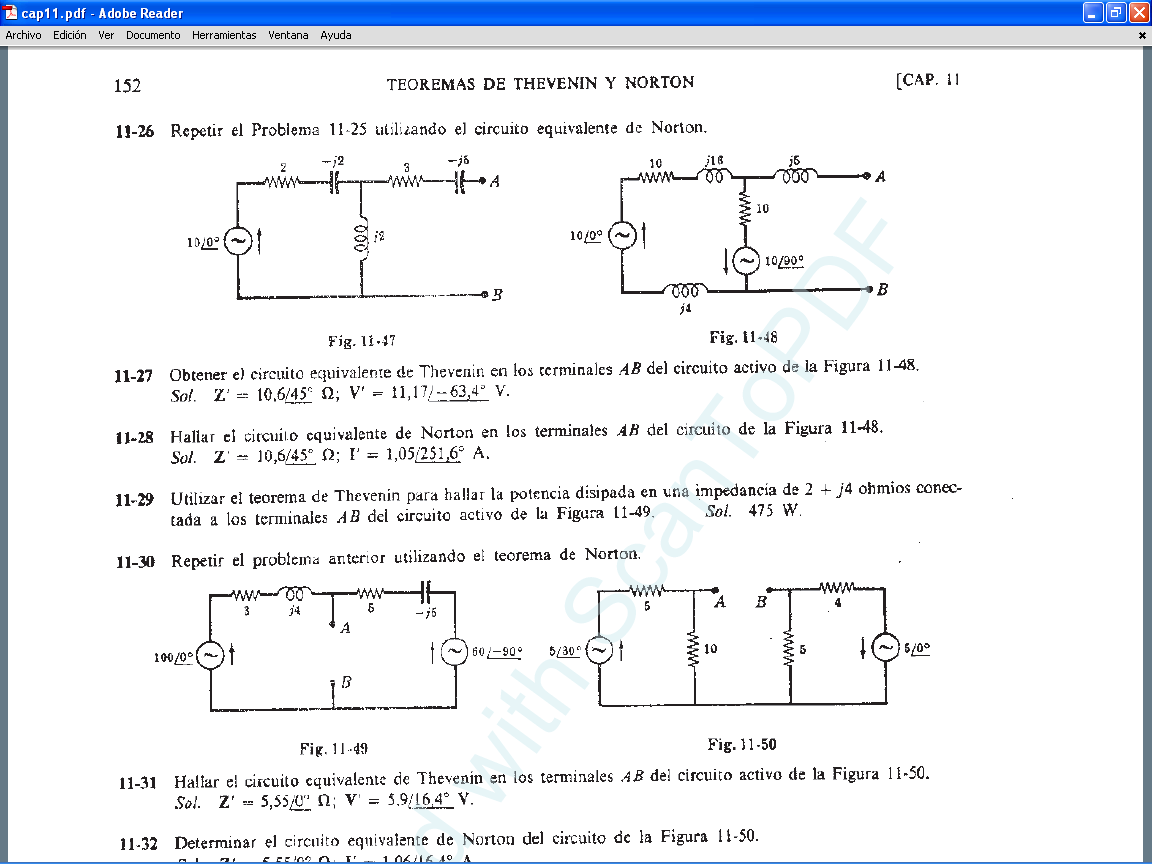 cap11.pdf - Adobe Reader
Archivo Edición Ver Documento Herramientas Ventana Ayuda
152 TEOREMAS DE THEVENIN Y NORTON [CAP. 11
11-26 Repetir el Problema 11-25 utilizando el circuito equivalente de Norton.
2 -j2 3 -j5 A
10/0° j2
B
Fig. 11-47
10 j16 j5 A
10
10/0° 10/90°
B
j4
Fig. 11-48
11-27 Obtener el circuito equivalente de Thevenin en los terminales AB del circuito activo de la Figura 11-48.
Sol. Z' = 10,6/45° Ω; V' = 11,17/-63,4° V.
11-28 Hallar el circuito equivalente de Norton en los terminales AB del circuito de la Figura 11-48.
Sol. Z' = 10,6/45° Ω; I' = 1,05/251,6° A.
11-29 Utilizar el teorema de Thevenin para hallar la potencia disipada en una impedancia de 2 + j4 ohmios conec-
tada a los terminales AB del circuito activo de la Figura 11-49. Sol. 475 W.
11-30 Repetir el problema anterior utilizando el teorema de Norton.
3 j4 5 -j5
A
100/0° 60/-90°
B
Fig. 11-49
5 A B 4
5/30° 10 5 5/0°
Fig. 11-50
11-31 Hallar el circuito equivalente de Thevenin en los terminales AB del circuito activo de la Figura 11-50.
Sol. Z' = 5,55/0° Ω; V' = 5,9/16,4° V.
11-32 Determinar el circuito equivalente de Norton del circuito de la Figura 11-50.
d with ScanToPDF